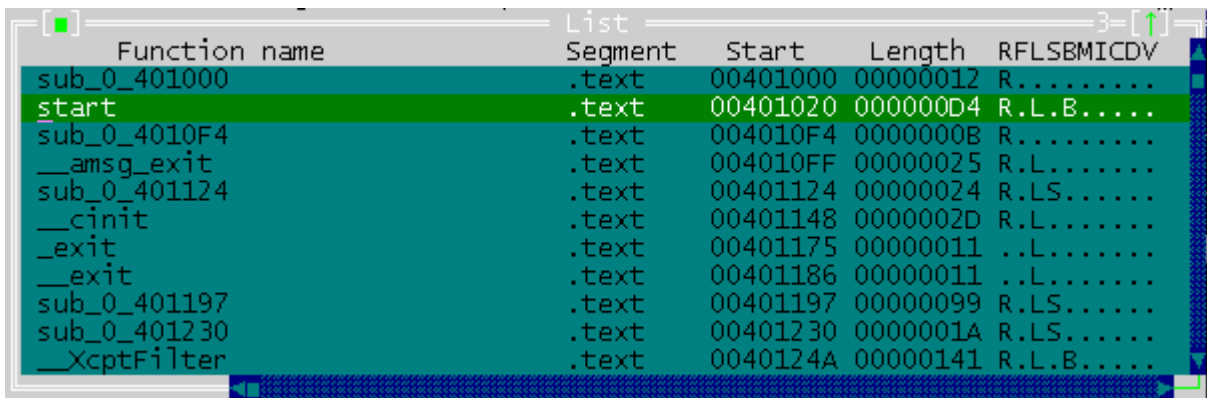 [■] List 3=[↑]
Function name Segment Start Length RFLSBMICDV
sub_0_401000 .text 00401000 00000012 R.........
start .text 00401020 000000D4 R.L.B.....
sub_0_4010F4 .text 004010F4 0000000B R.........
__amsg_exit .text 004010FF 00000025 R.L.......
sub_0_401124 .text 00401124 00000024 R.LS......
__cinit .text 00401148 0000002D R.L.......
_exit .text 00401175 00000011 ..L.......
__exit .text 00401186 00000011 ..L.......
sub_0_401197 .text 00401197 00000099 R.LS......
sub_0_401230 .text 00401230 0000001A R.LS......
__XcptFilter .text 0040124A 00000141 R.L.B.....